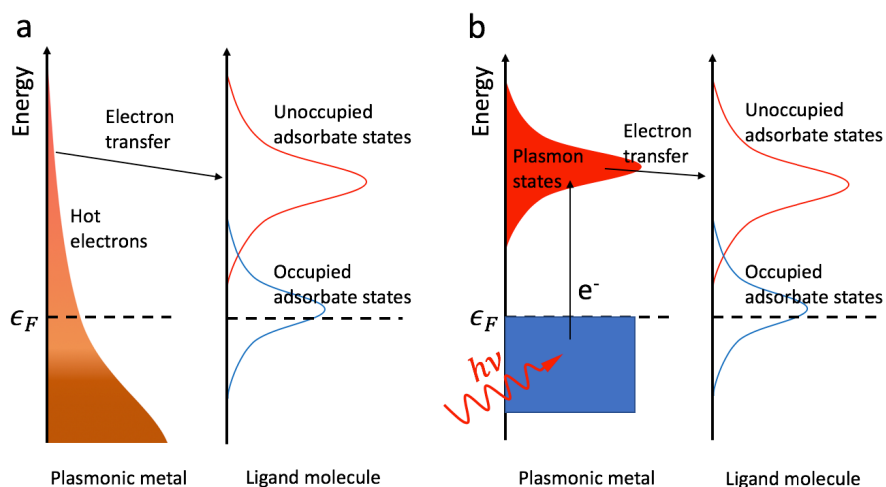 a
Energy
Electron
transfer
Unoccupied
adsorbate states
Hot
electrons
Occupied
adsorbate states
ϵF
Plasmonic metal
Ligand molecule
b
Energy
Plasmon
states
Electron
transfer
Unoccupied
adsorbate states
e-
Occupied
adsorbate states
ϵF
hν
Plasmonic metal
Ligand molecule